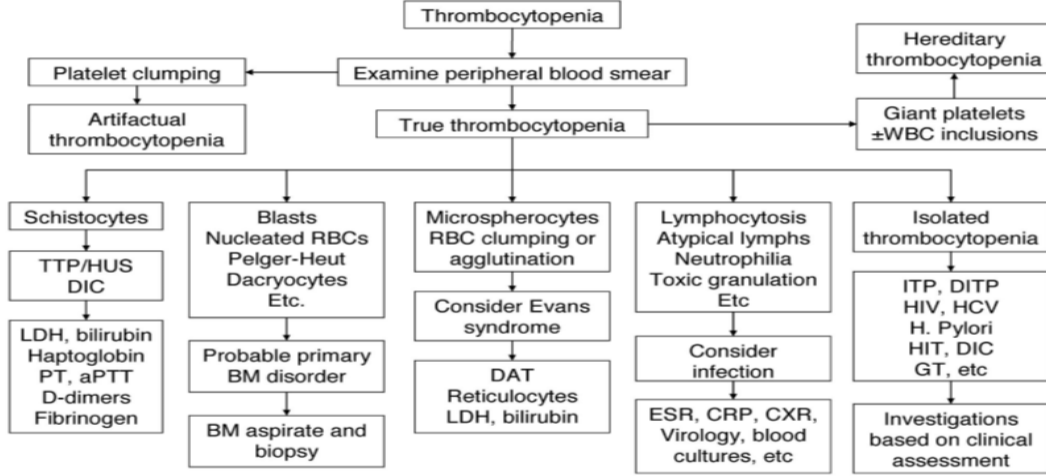 Thrombocytopenia
Hereditary
thrombocytopenia
Platelet clumping
Examine peripheral blood smear
Artifactual
thrombocytopenia
True thrombocytopenia
Giant platelets
±WBC inclusions
Schistocytes
TTP/HUS
DIC
LDH, bilirubin
Haptoglobin
PT, aPTT
D-dimers
Fibrinogen
Blasts
Nucleated RBCs
Pelger-Heut
Dacryocytes
Etc.
Probable primary
BM disorder
BM aspirate and
biopsy
Microspherocytes
RBC clumping or
agglutination
Consider Evans
syndrome
DAT
Reticulocytes
LDH, bilirubin
Lymphocytosis
Atypical lymphs
Neutrophilia
Toxic granulation
Etc
Consider
infection
ESR, CRP, CXR,
Virology, blood
cultures, etc
Isolated
thrombocytopenia
ITP, DITP
HIV, HCV
H. Pylori
HIT, DIC
GT, etc
Investigations
based on clinical
assessment